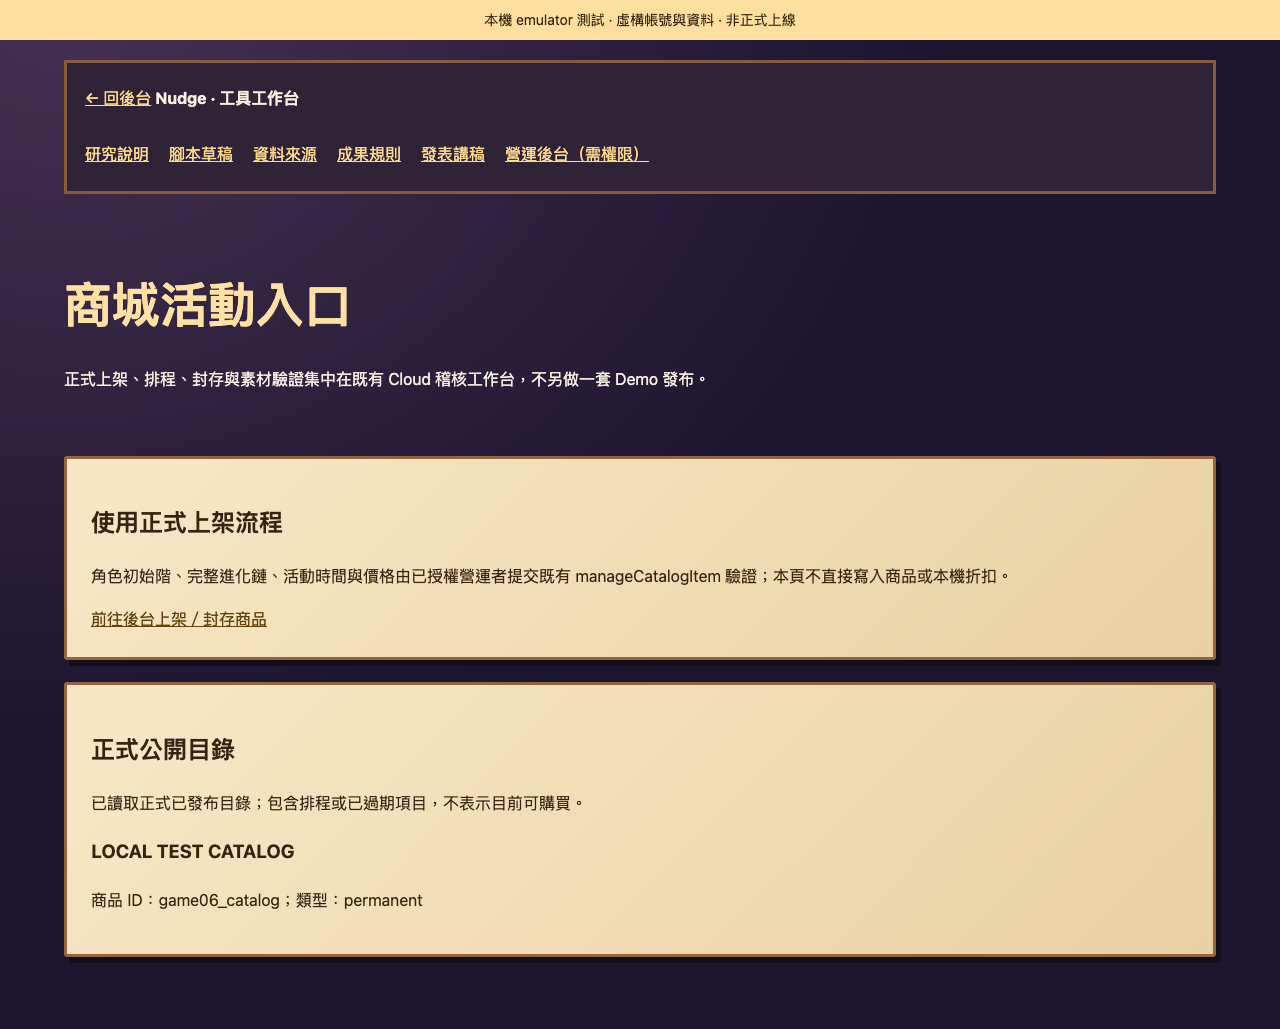 本機 emulator 測試 · 虛構帳號與資料 · 非正式上線
← 回後台 Nudge · 工具工作台
研究說明 腳本草稿 資料來源 成果規則 發表講稿 營運後台（需權限）
商城活動入口
正式上架、排程、封存與素材驗證集中在既有 Cloud 稽核工作台，不另做一套 Demo 發布。
使用正式上架流程
角色初始階、完整進化鏈、活動時間與價格由已授權營運者提交既有 manageCatalogItem 驗證；本頁不直接寫入商品或本機折扣。
前往後台上架 / 封存商品
正式公開目錄
已讀取正式已發布目錄；包含排程或已過期項目，不表示目前可購買。
LOCAL TEST CATALOG
商品 ID：game06_catalog；類型：permanent